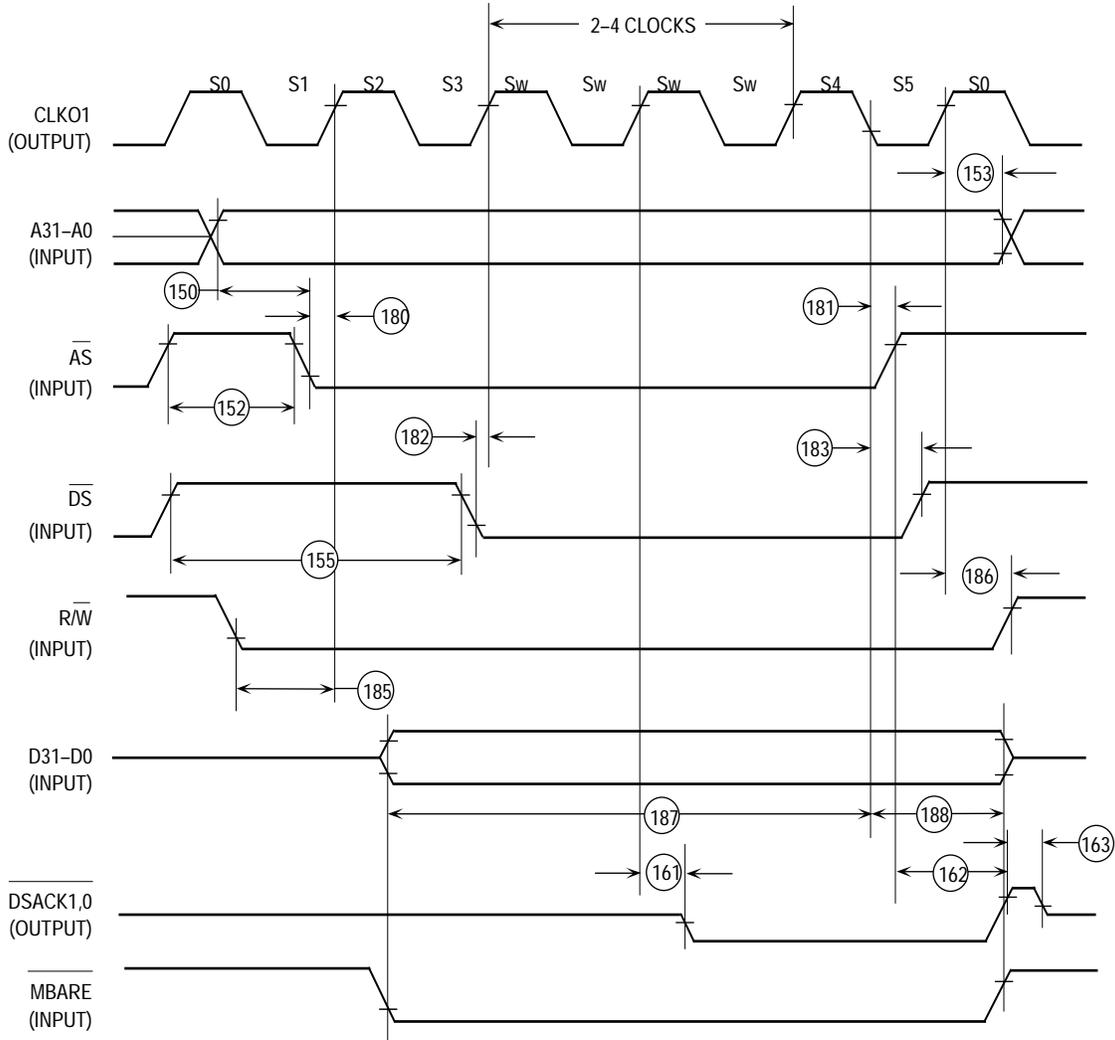 2–4 CLOCKS
S0 S1 S2 S3 Sw Sw Sw Sw S4 S5 S0
CLKO1
(OUTPUT)
153
A31–A0
(INPUT)
150
180
181
AS
(INPUT)
152
182
183
DS
(INPUT)
155
186
R/W
(INPUT)
185
D31–D0
(INPUT)
187
188
163
161
162
DSACK1,0
(OUTPUT)
MBARE
(INPUT)